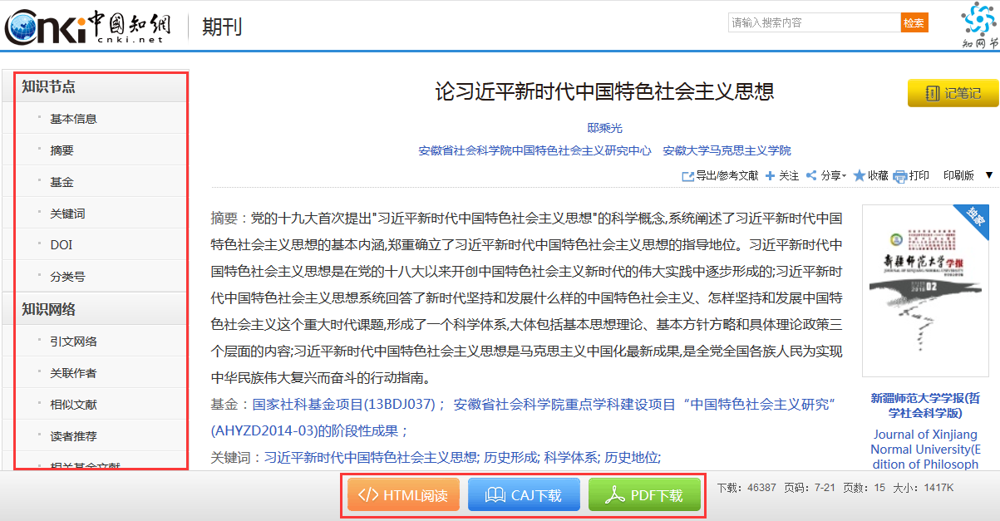 Cnki 中國知網
cnki.net
期刊
请输入搜索内容
检索
知网节
知识节点
基本信息
摘要
基金
关键词
DOI
分类号
知识网络
引文网络
关联作者
相似文献
读者推荐
相关基金文献
论习近平新时代中国特色社会主义思想
记笔记
邸乘光
安徽省社会科学院中国特色社会主义研究中心 安徽大学马克思主义学院
导出/参考文献 关注 分享 收藏 打印 印刷版
摘要：党的十九大首次提出"习近平新时代中国特色社会主义思想"的科学概念,系统阐述了习近平新时代中国
特色社会主义思想的基本内涵,郑重确立了习近平新时代中国特色社会主义思想的指导地位。习近平新时代中
国特色社会主义思想是在党的十八大以来开创中国特色社会主义新时代的伟大实践中逐步形成的;习近平新时
代中国特色社会主义思想系统回答了新时代坚持和发展什么样的中国特色社会主义、怎样坚持和发展中国特
色社会主义这个重大时代课题,形成了一个科学体系,大体包括基本思想理论、基本方针方略和具体理论政策三
个层面的内容;习近平新时代中国特色社会主义思想是马克思主义中国化最新成果,是全党全国各族人民为实现
中华民族伟大复兴而奋斗的行动指南。
基金：国家社科基金项目(13BDJ037)； 安徽省社会科学院重点学科建设项目“中国特色社会主义研究”
(AHYZD2014-03)的阶段性成果；
关键词：习近平新时代中国特色社会主义思想; 历史形成; 科学体系; 历史地位;
独家
新疆师范大学学报
JOURNAL OF XINJIANG NORMAL UNIVERSITY
2018 02
新疆师范大学学报(哲
学社会科学版)
Journal of Xinjiang
Normal University(E
dition of Philosoph
HTML阅读
CAJ下载
PDF下载
下载：46387 页码：7-21 页数：15 大小：1417K